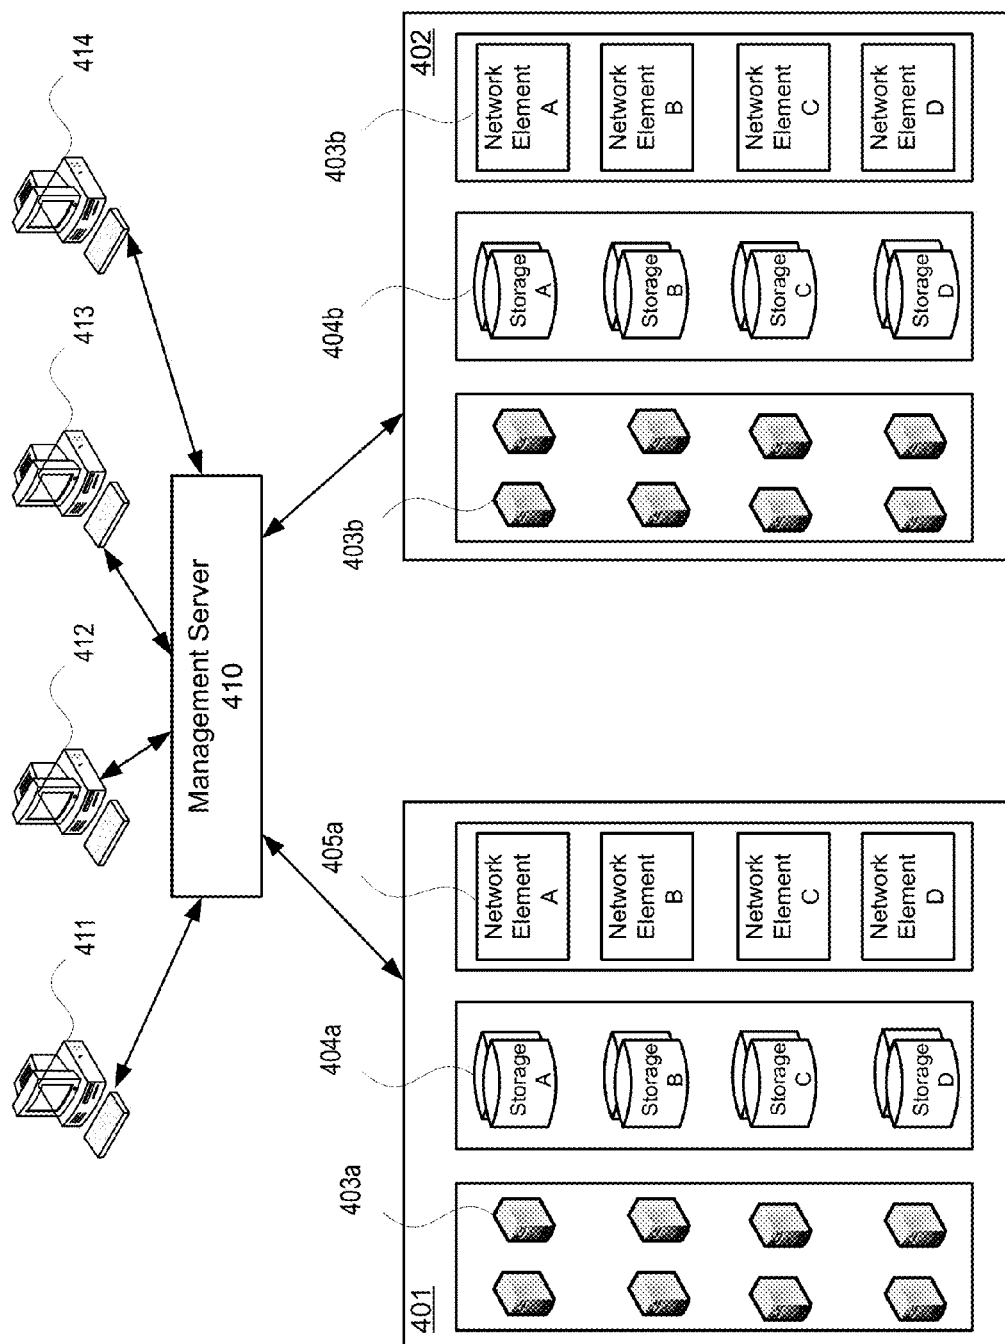 411
412
413
414
Management Server
410
403a
404a
405a
403b
404b
403b
401
402
Storage
A
Network
Element
A
Storage
A
Network
Element
A
Storage
B
Network
Element
B
Storage
B
Network
Element
B
Storage
C
Network
Element
C
Storage
C
Network
Element
C
Storage
D
Network
Element
D
Storage
D
Network
Element
D